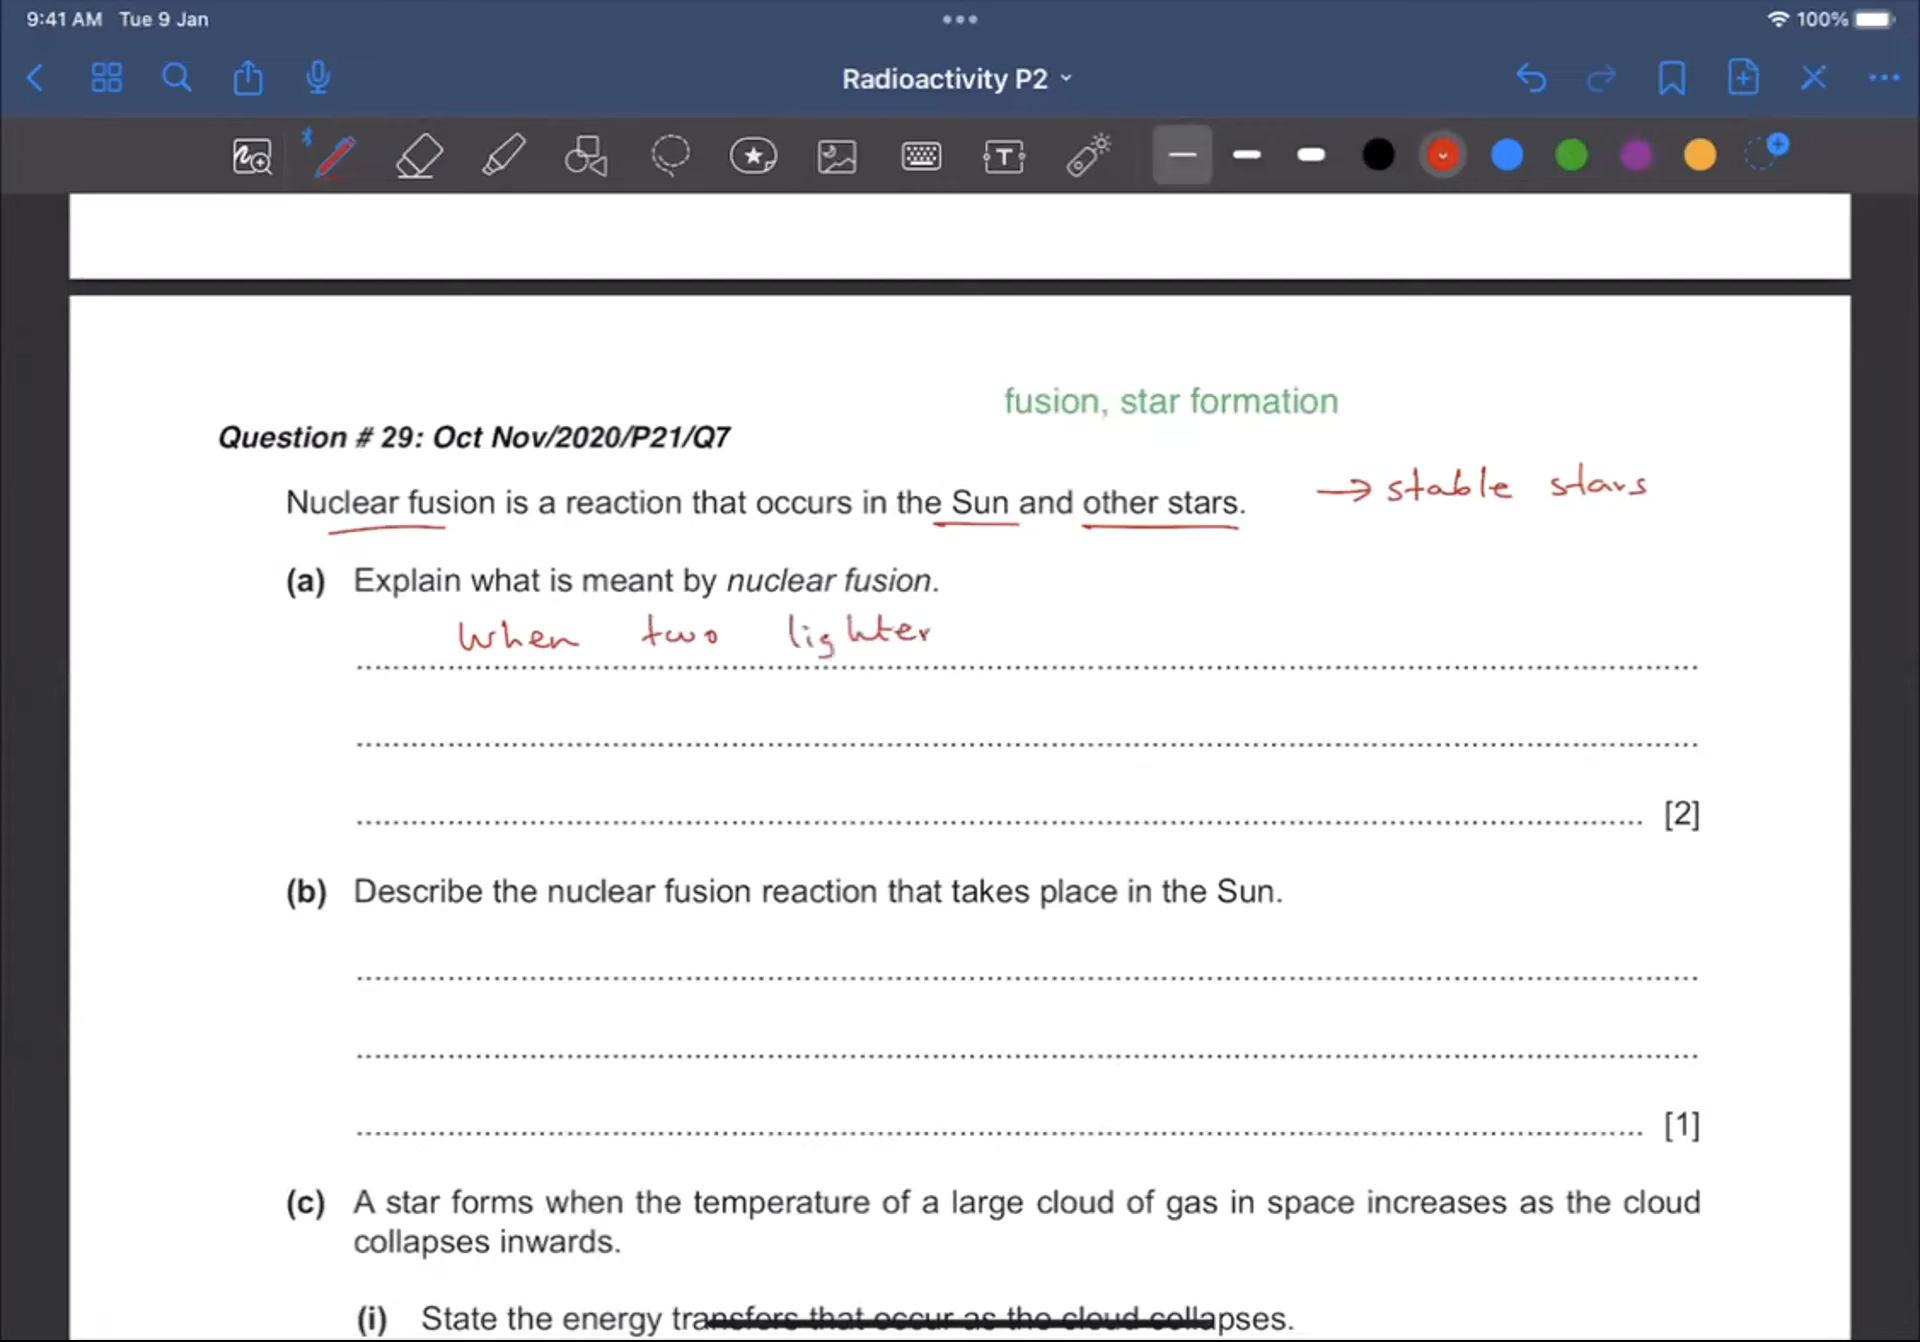 9:41 AM Tue 9 Jan
100%
Radioactivity P2
fusion, star formation
Question # 29: Oct Nov/2020/P21/Q7
→ stable stars
Nuclear fusion is a reaction that occurs in the Sun and other stars.
(a) Explain what is meant by nuclear fusion.
When two lighter
[2]
(b) Describe the nuclear fusion reaction that takes place in the Sun.
[1]
(c) A star forms when the temperature of a large cloud of gas in space increases as the cloud
collapses inwards.
(i) State the energy transfers that occur as the cloud collapses.